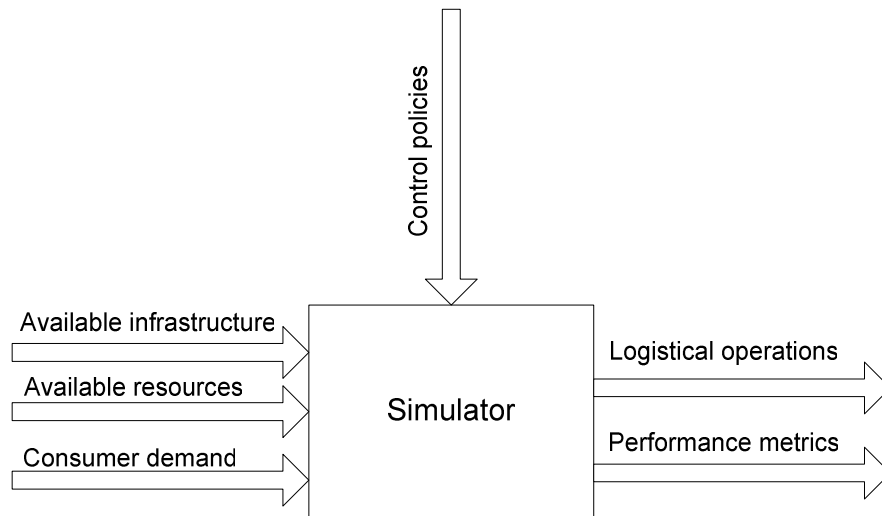 Control policies
Available infrastructure
Available resources
Consumer demand
Simulator
Logistical operations
Performance metrics